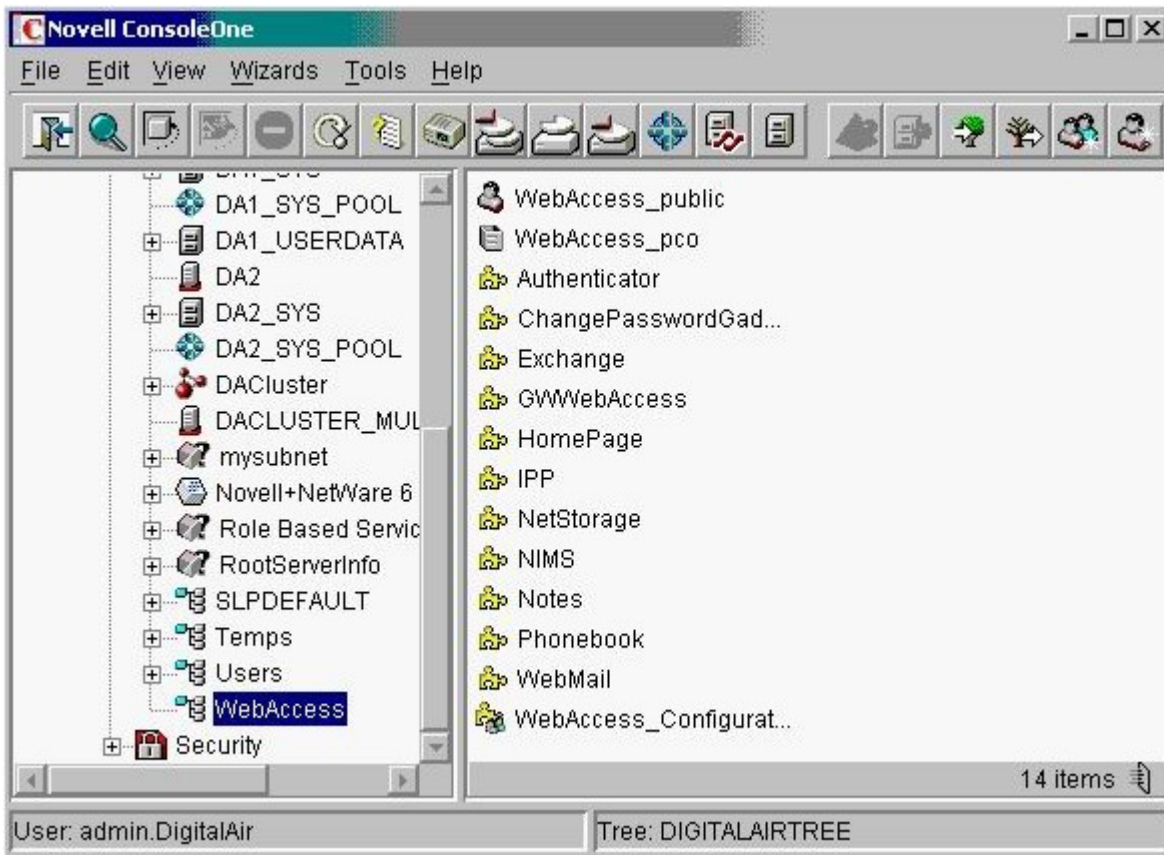 Novell ConsoleOne
File Edit View Wizards Tools Help
DA1_SYS
DA1_SYS_POOL
DA1_USERDATA
DA2
DA2_SYS
DA2_SYS_POOL
DACluster
DACLUSTER_MUL
mysubnet
Novell+NetWare 6
Role Based Servic
RootServerInfo
SLPDEFAULT
Temps
Users
WebAccess
Security
WebAccess_public
WebAccess_pco
Authenticator
ChangePasswordGad...
Exchange
GWWebAccess
HomePage
IPP
NetStorage
NIMS
Notes
Phonebook
WebMail
WebAccess_Configurat...
14 items
User: admin.DigitalAir
Tree: DIGITALAIRTREE